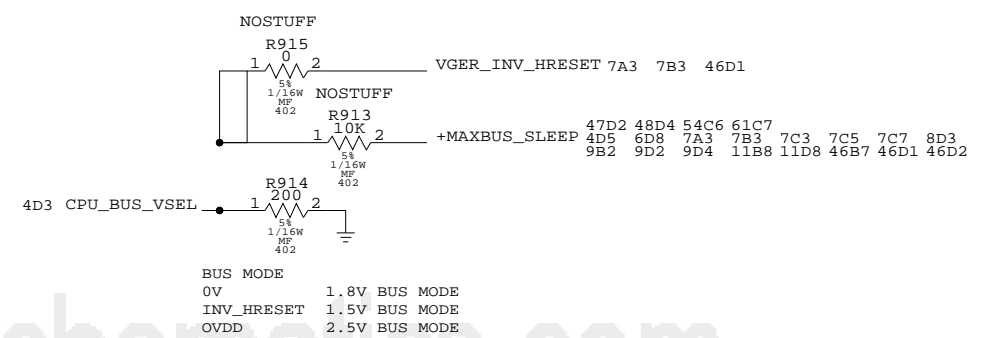 NOSTUFF
R915
0
1 2
5%
1/16W
MF
402
VGER_INV_HRESET 7A3 7B3 46D1
NOSTUFF
R913
10K
1 2
5%
1/16W
MF
402
47D2 48D4 54C6 61C7
+MAXBUS_SLEEP 4D5 6D8 7A3 7B3 7C3 7C5 7C7 8D3
9B2 9D2 9D4 11B8 11D8 46B7 46D1 46D2
R914
200
4D3 CPU_BUS_VSEL 1 2
5%
1/16W
MF
402
BUS MODE
0V 1.8V BUS MODE
INV_HRESET 1.5V BUS MODE
OVDD 2.5V BUS MODE